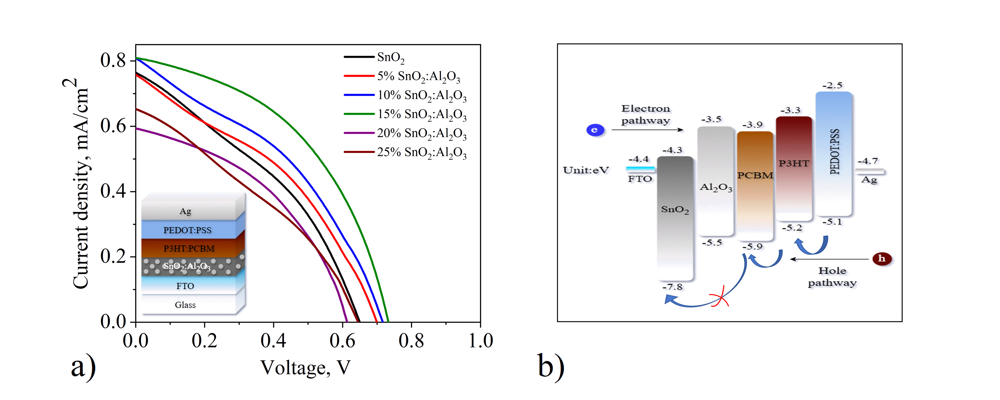 0.8
0.6
0.4
0.2
0.0
0.0 0.2 0.4 0.6 0.8 1.0
Current density, mA/cm²
Voltage, V
SnO₂
5% SnO₂:Al₂O₃
10% SnO₂:Al₂O₃
15% SnO₂:Al₂O₃
20% SnO₂:Al₂O₃
25% SnO₂:Al₂O₃
Ag
PEDOT:PSS
P3HT:PCBM
SnO₂:Al₂O₃
FTO
Glass
a)
Electron
pathway
e
Unit:eV
-4.4
FTO
-4.3
SnO₂
-7.8
-3.5
Al₂O₃
-5.5
-3.9
PCBM
-5.9
-3.3
P3HT
-5.2
-2.5
PEDOT:PSS
-5.1
-4.7
Ag
h
Hole
pathway
b)